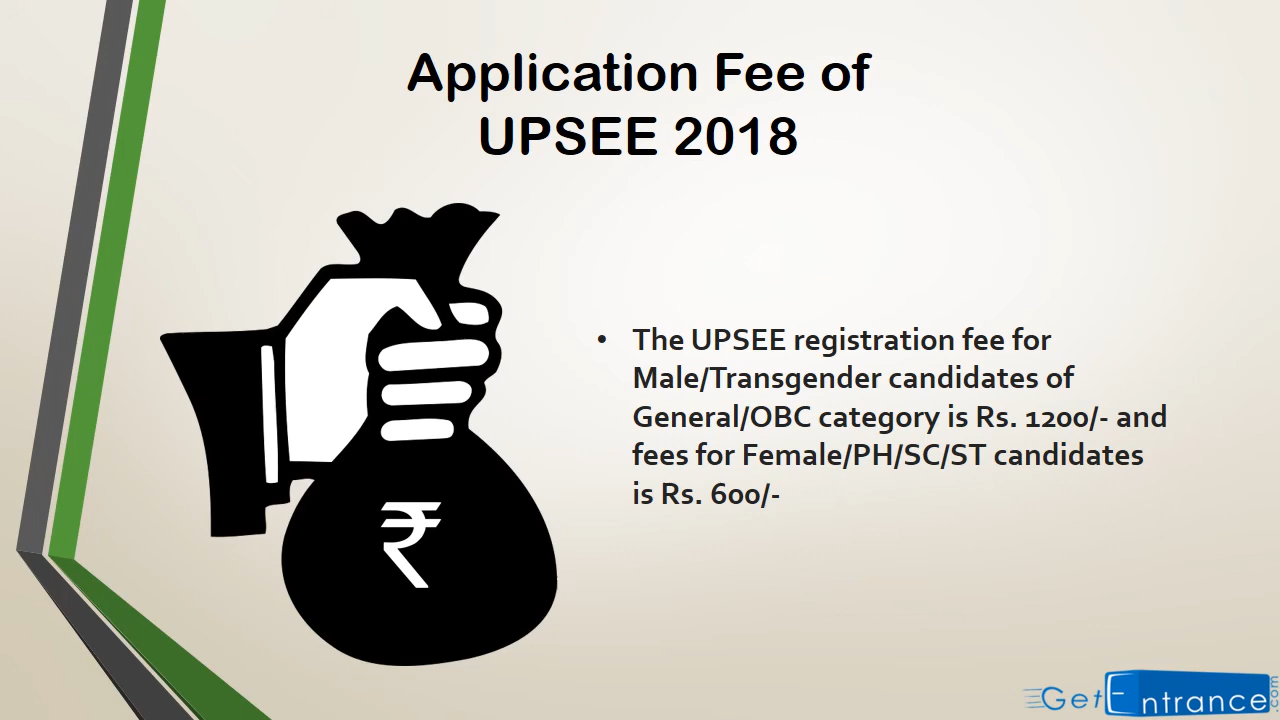 Application Fee of
UPSEE 2018
• The UPSEE registration fee for
Male/Transgender candidates of
General/OBC category is Rs. 1200/- and
fees for Female/PH/SC/ST candidates
is Rs. 600/-
₹
GetEntrance.com